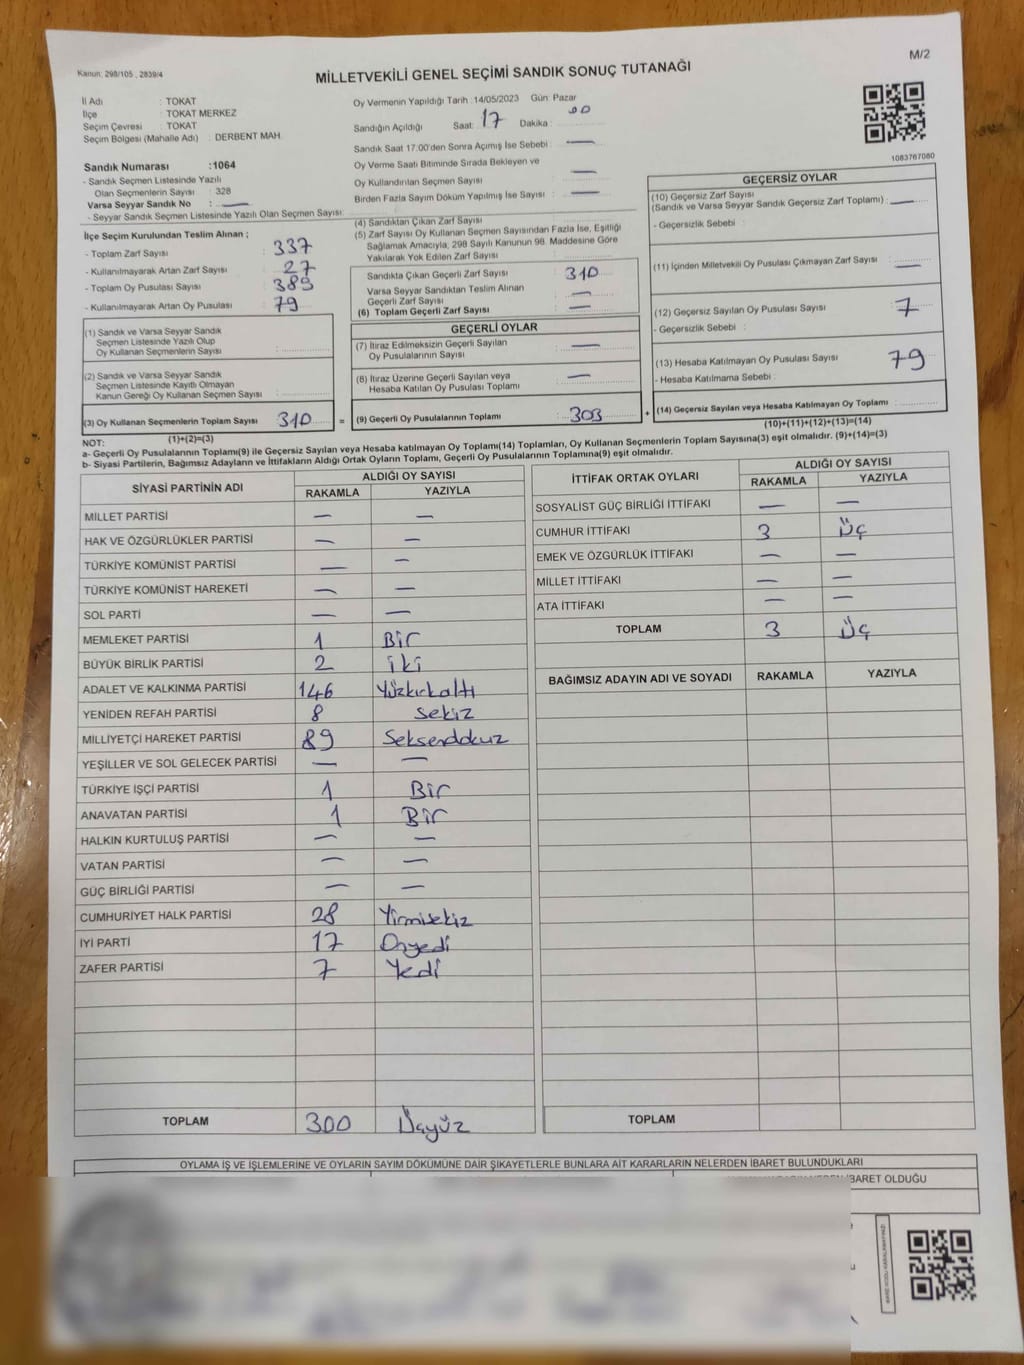 Kanun: 298/105 , 2839/4
M/2
MİLLETVEKİLİ GENEL SEÇİMİ SANDIK SONUÇ TUTANAĞI
İl Adı : TOKAT
İlçe : TOKAT MERKEZ
Seçim Çevresi : TOKAT
Seçim Bölgesi (Mahalle Adı) : DERBENT MAH.
Sandık Numarası :1064
- Sandık Seçmen Listesinde Yazılı
Olan Seçmenlerin Sayısı : 328
Varsa Seyyar Sandık No : —
- Seyyar Sandık Seçmen Listesinde Yazılı Olan Seçmen Sayısı :
Oy Vermenin Yapıldığı Tarih :14/05/2023 Gün: Pazar
Sandığın Açıldığı Saat: 17 Dakika : 00
Sandık Saat 17:00'den Sonra Açımış İse Sebebi : —
Oy Verme Saati Bitiminde Sırada Bekleyen ve
Oy Kullandırılan Seçmen Sayısı : —
Birden Fazla Sayım Döküm Yapılmış İse Sayısı : —
1083767080
İlçe Seçim Kurulundan Teslim Alınan ;
- Toplam Zarf Sayısı : 337
- Kullanılmayarak Artan Zarf Sayısı : 27
- Toplam Oy Pusulası Sayısı : 389
- Kullanılmayarak Artan Oy Pusulası : 79
(1) Sandık ve Varsa Seyyar Sandık
Seçmen Listesinde Yazılı Olup
Oy Kullanan Seçmenlerin Sayısı :
(2) Sandık ve Varsa Seyyar Sandık
Seçmen Listesinde Kayıtlı Olmayan
Kanun Gereği Oy Kullanan Seçmen Sayısı :
(3) Oy Kullanan Seçmenlerin Toplam Sayısı : 310 =
(1)+(2)=(3)
(4) Sandıktan Çıkan Zarf Sayısı :
(5) Zarf Sayısı Oy Kullanan Seçmen Sayısından Fazla İse, Eşitliği
Sağlamak Amacıyla, 298 Sayılı Kanunun 98. Maddesine Göre
Yakılarak Yok Edilen Zarf Sayısı :
Sandıkta Çıkan Geçerli Zarf Sayısı : 310
Varsa Seyyar Sandıktan Teslim Alınan
Geçerli Zarf Sayısı : —
(6) Toplam Geçerli Zarf Sayısı : —
GEÇERLİ OYLAR
(7) İtiraz Edilmeksizin Geçerli Sayılan
Oy Pusulalarının Sayısı : —
(8) İtiraz Üzerine Geçerli Sayılan veya
Hesaba Katılan Oy Pusulası Toplamı : —
(9) Geçerli Oy Pusulalarının Toplamı : 303 +
GEÇERSİZ OYLAR
(10) Geçersiz Zarf Sayısı
(Sandık ve Varsa Seyyar Sandık Geçersiz Zarf Toplamı) : —
- Geçersizlik Sebebi :
(11) İçinden Milletvekili Oy Pusulası Çıkmayan Zarf Sayısı : —
(12) Geçersiz Sayılan Oy Pusulası Sayısı : 7
- Geçersizlik Sebebi :
(13) Hesaba Katılmayan Oy Pusulası Sayısı : 79
- Hesaba Katılmama Sebebi :
(14) Geçersiz Sayılan veya Hesaba Katılmayan Oy Toplamı :
(10)+(11)+(12)+(13)=(14)
NOT:
a- Geçerli Oy Pusulalarının Toplamı(9) ile Geçersiz Sayılan veya Hesaba katılmayan Oy Toplamı(14) Toplamları, Oy Kullanan Seçmenlerin Toplam Sayısına(3) eşit olmalıdır. (9)+(14)=(3)
b- Siyasi Partilerin, Bağımsız Adayların ve İttifakların Aldığı Ortak Oyların Toplamı, Geçerli Oy Pusulalarının Toplamına(9) eşit olmalıdır.
SİYASİ PARTİNİN ADI ALDIĞI OY SAYISI
RAKAMLA YAZIYLA
MİLLET PARTİSİ — —
HAK VE ÖZGÜRLÜKLER PARTİSİ — —
TÜRKİYE KOMÜNİST PARTİSİ — —
TÜRKİYE KOMÜNİST HAREKETİ — —
SOL PARTİ — —
MEMLEKET PARTİSİ 1 Bir
BÜYÜK BİRLİK PARTİSİ 2 iki
ADALET VE KALKINMA PARTİSİ 146 Yüzkırkaltı
YENİDEN REFAH PARTİSİ 8 sekiz
MİLLİYETÇİ HAREKET PARTİSİ 89 Seksendokuz
YEŞİLLER VE SOL GELECEK PARTİSİ — —
TÜRKİYE İŞÇİ PARTİSİ 1 Bir
ANAVATAN PARTİSİ 1 Bir
HALKIN KURTULUŞ PARTİSİ — —
VATAN PARTİSİ — —
GÜÇ BİRLİĞİ PARTİSİ — —
CUMHURİYET HALK PARTİSİ 28 Yirmisekiz
İYİ PARTİ 17 Onyedi
ZAFER PARTİSİ 7 Yedi
TOPLAM 300 Üçyüz
İTTİFAK ORTAK OYLARI ALDIĞI OY SAYISI
RAKAMLA YAZIYLA
SOSYALİST GÜÇ BİRLİĞİ İTTİFAKI — —
CUMHUR İTTİFAKI 3 Üç
EMEK VE ÖZGÜRLÜK İTTİFAKI — —
MİLLET İTTİFAKI — —
ATA İTTİFAKI — —
TOPLAM 3 Üç
BAĞIMSIZ ADAYIN ADI VE SOYADI RAKAMLA YAZIYLA
TOPLAM
OYLAMA İŞ VE İŞLEMLERİNE VE OYLARIN SAYIM DÖKÜMÜNE DAİR ŞİKAYETLERLE BUNLARA AİT KARARLARIN NELERDEN İBARET BULUNDUKLARI
İBARET OLDUĞU